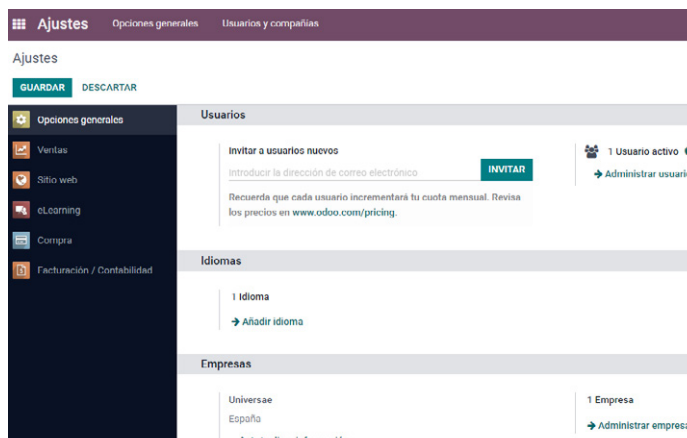 Ajustes Opciones generales Usuarios y compañías
Ajustes
GUARDAR DESCARTAR
Opciones generales
Ventas
Sitio web
eLearning
Compra
Facturación / Contabilidad
Usuarios
Invitar a usuarios nuevos
Introducir la dirección de correo electrónico INVITAR
Recuerda que cada usuario incrementará tu cuota mensual. Revisa
los precios en www.odoo.com/pricing.
1 Usuario activo
Administrar
Idiomas
1 Idioma
Añadir idioma
Empresas
Universae
España
1 Empresa
Administrar